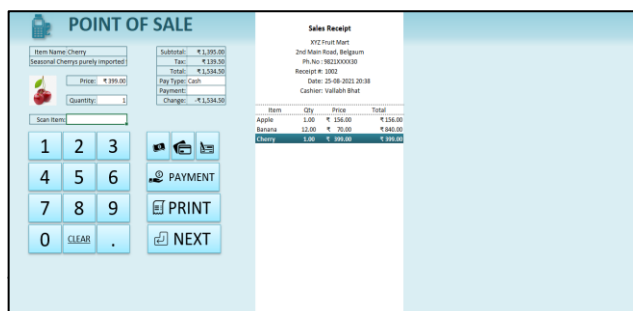 POINT OF SALE
Item Name: Cherry
Seasonal Cherrys purely imported
Price: ₹ 399.00
Quantity: 1
Scan Item:
Subtotal: ₹ 1,395.00
Tax: ₹ 139.50
Total: ₹ 1,534.50
Pay Type: Cash
Payment:
Change: -₹ 1,534.50
1 2 3
4 5 6
7 8 9
0 CLEAR .
PAYMENT
PRINT
NEXT
Sales Receipt
XYZ Fruit Mart
2nd Main Road, Belgaum
Ph.No : 9821XXXX30
Receipt #: 1002
Date: 25-08-2021 20:38
Cashier: Vallabh Bhat
Item Qty Price Total
Apple 1.00 ₹ 156.00 ₹ 156.00
Banana 12.00 ₹ 70.00 ₹ 840.00
Cherry 1.00 ₹ 399.00 ₹ 399.00